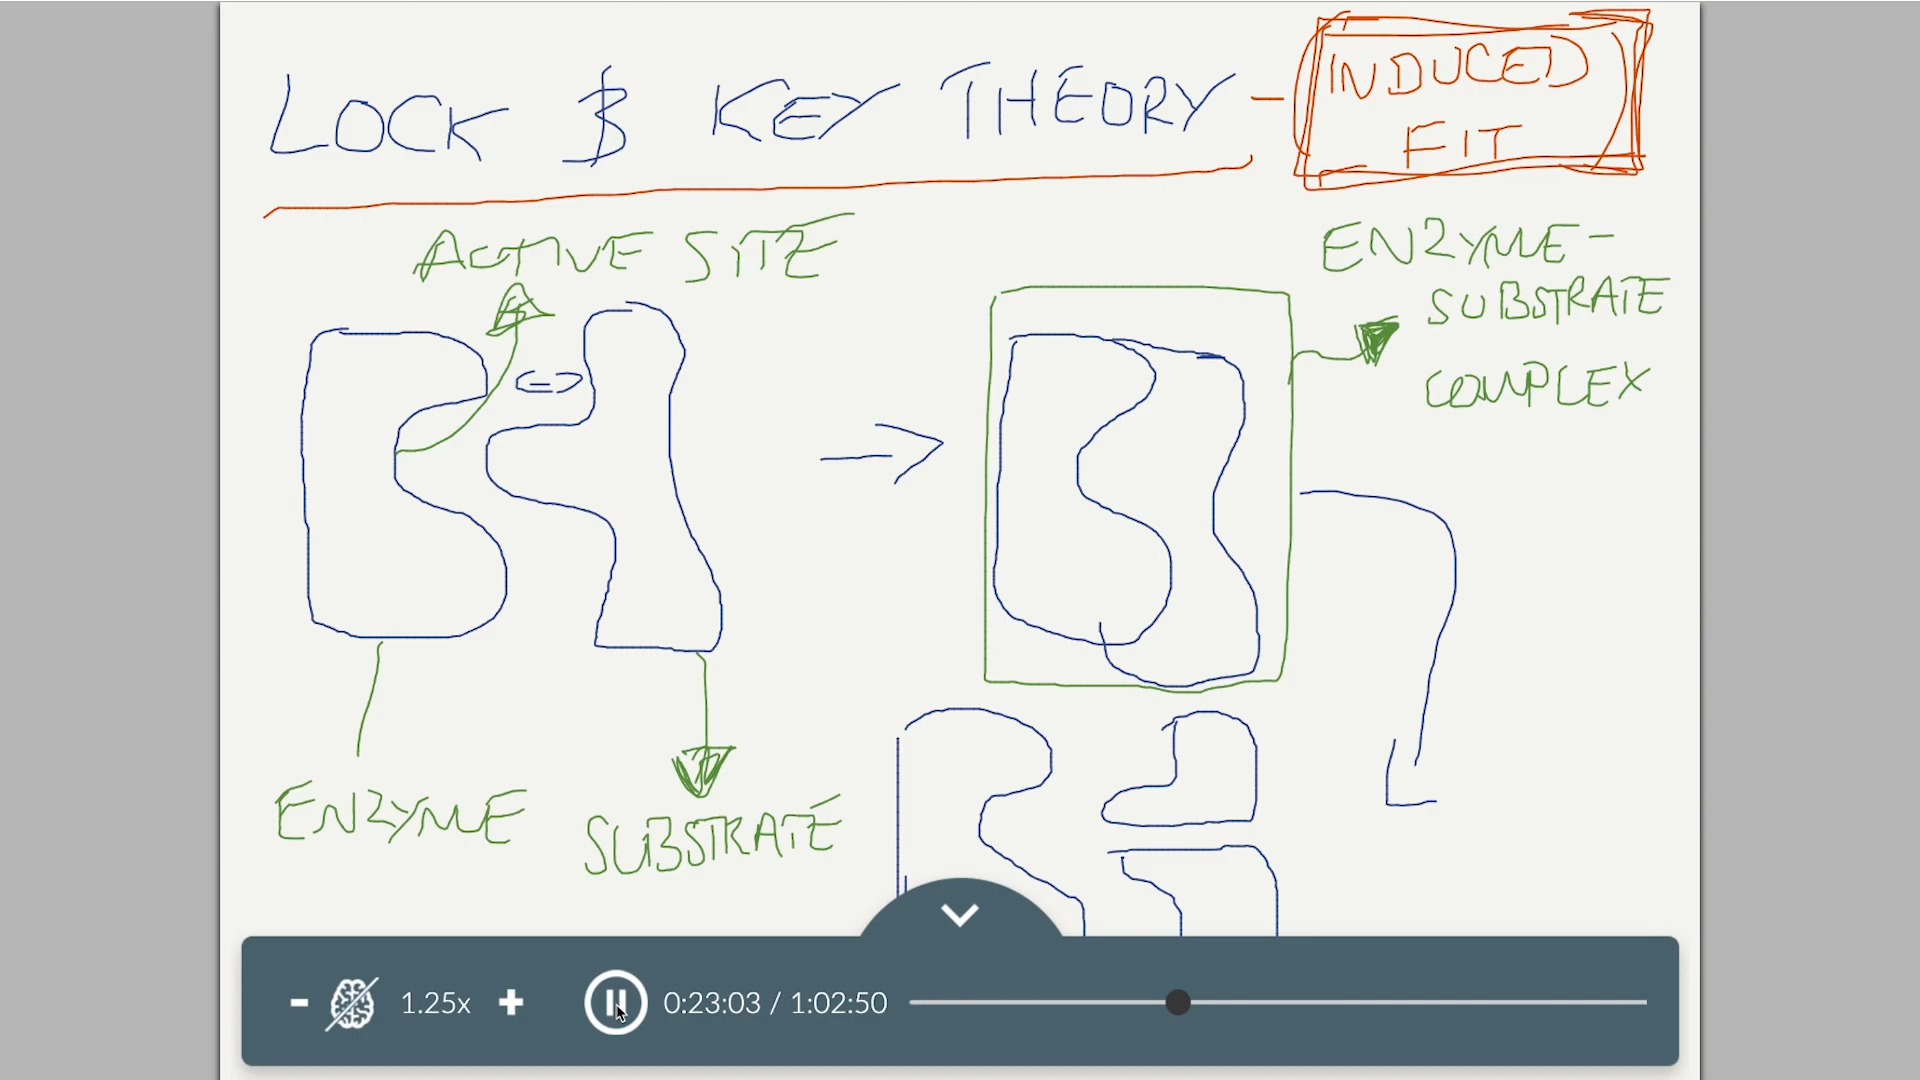 LOCK & KEY THEORY - INDUCED
FIT
ACTIVE SITE
ENZYME-
SUBSTRATE
COMPLEX
ENZYME
SUBSTRATE
- 1.25x + 0:23:03 / 1:02:50